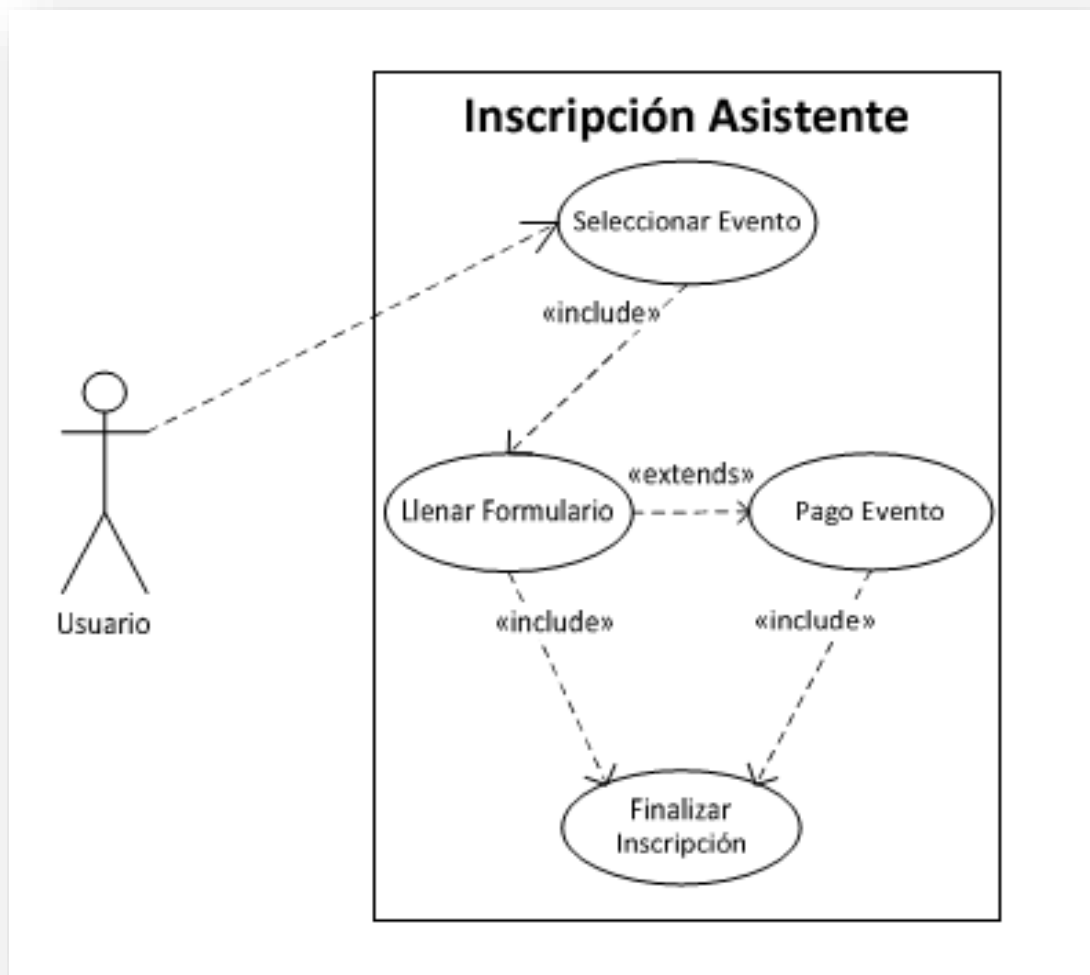 Inscripción Asistente
Seleccionar Evento
«include»
«extends»
Llenar Formulario
Pago Evento
Usuario
«include»
«include»
Finalizar
Inscripción